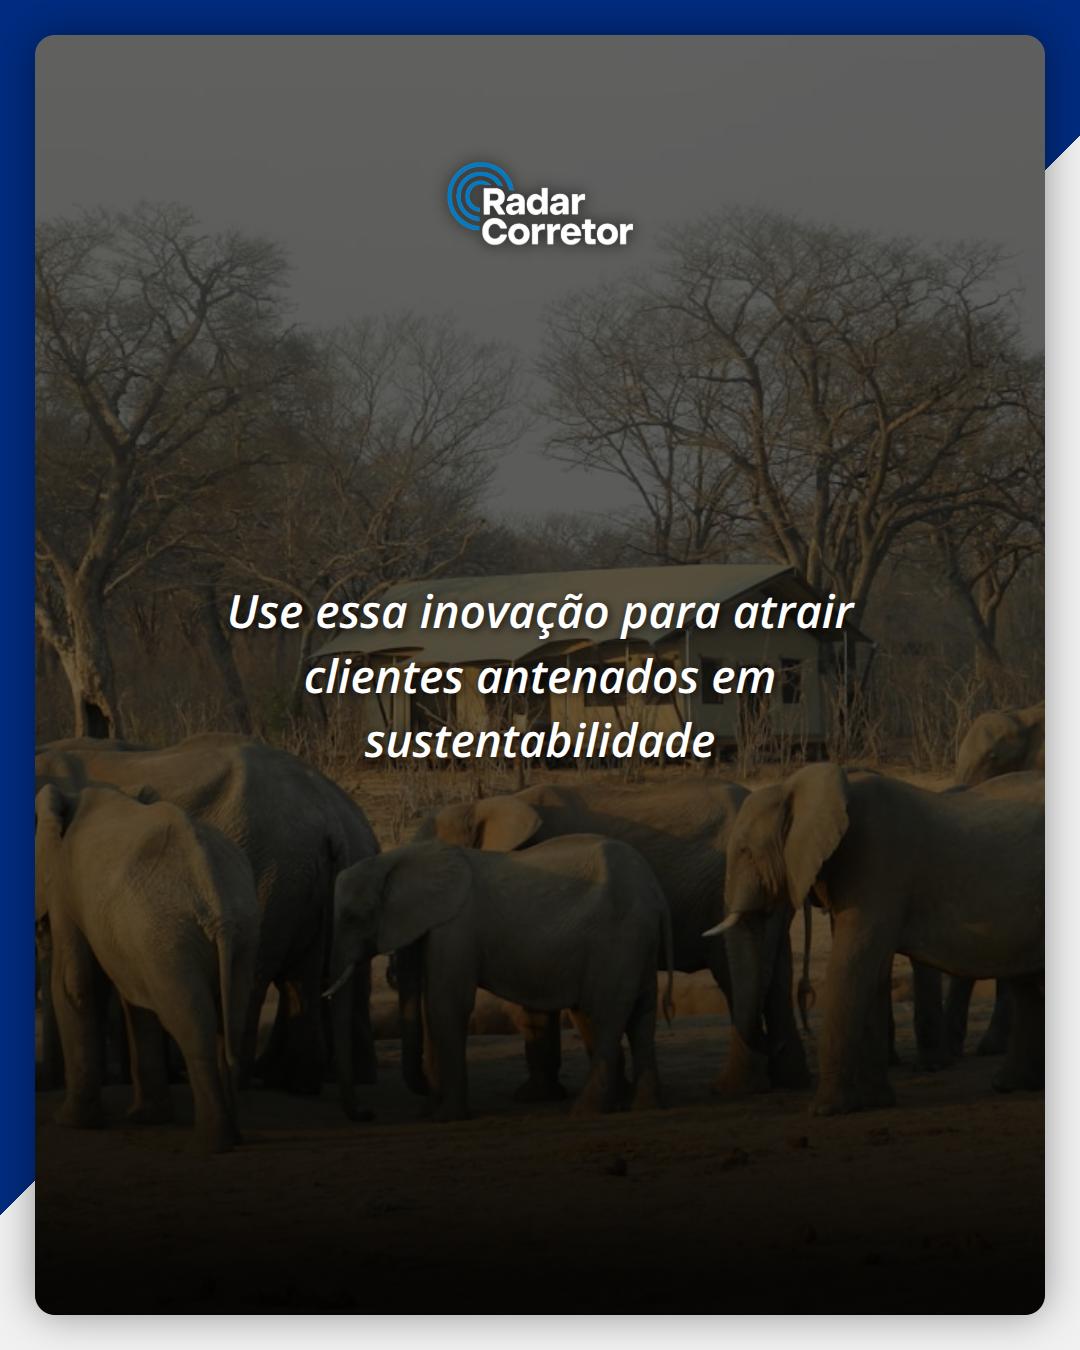 Radar
Corretor
Use essa inovação para atrair
clientes antenados em
sustentabilidade